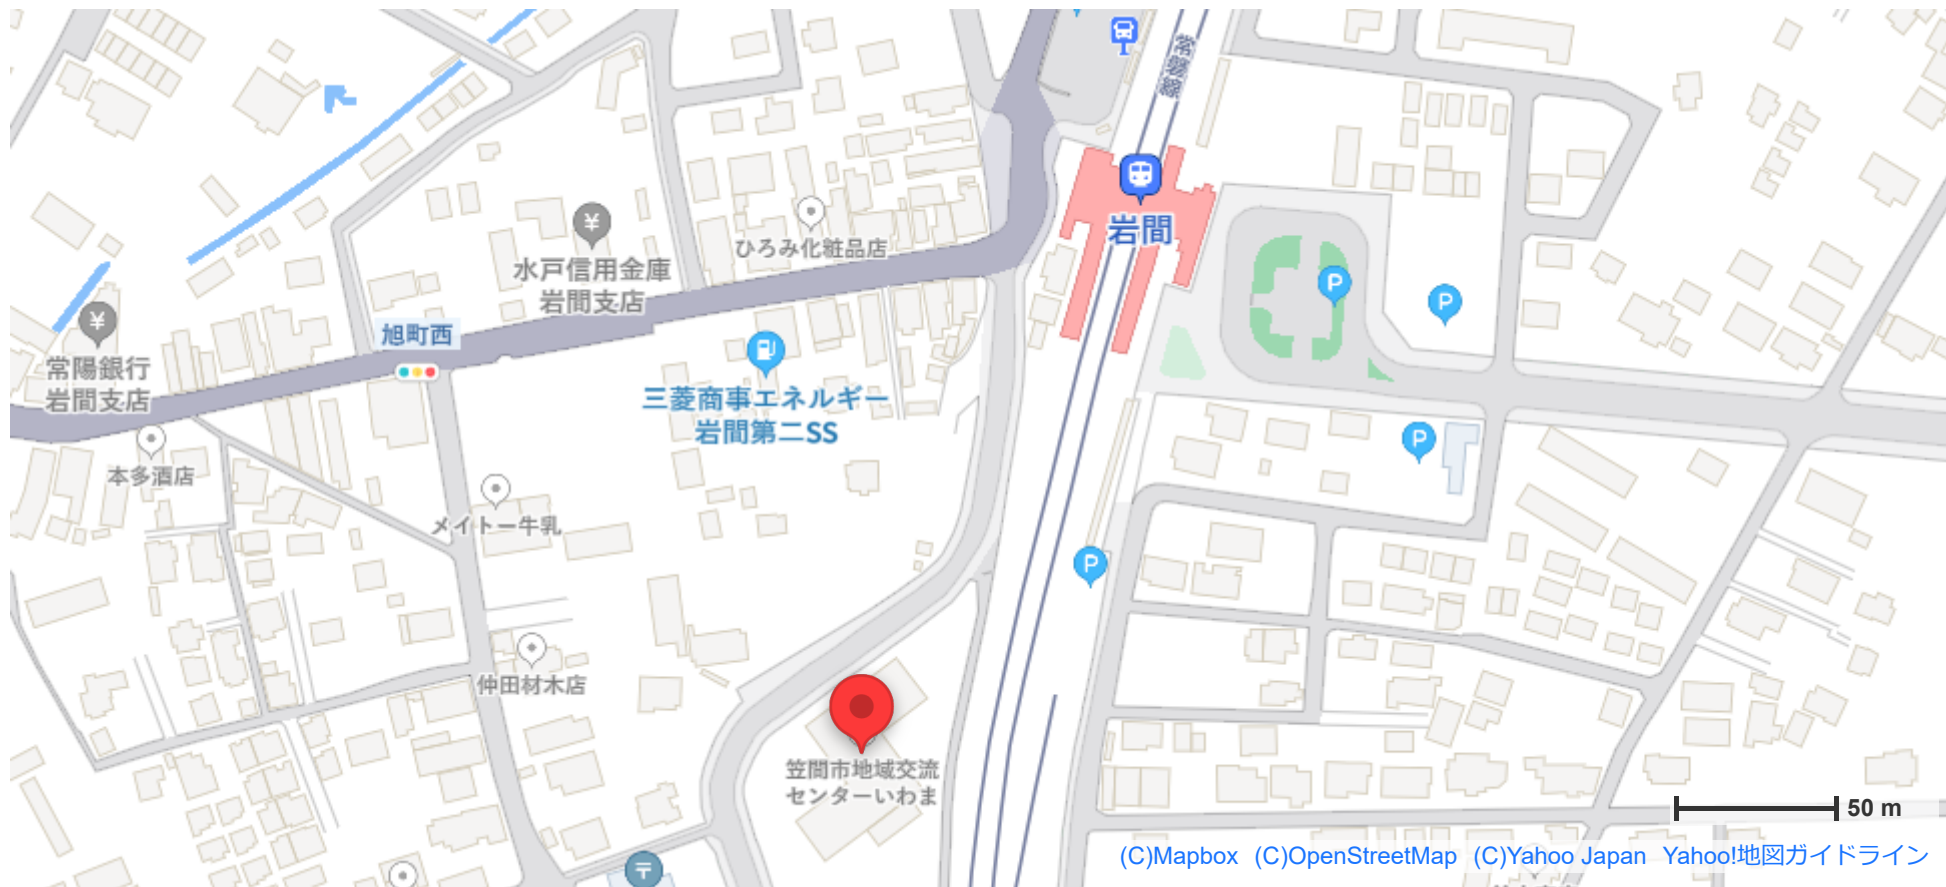 常磐線
岩間
ひろみ化粧品店
水戸信用金庫
岩間支店
旭町西
常陽銀行
岩間支店
三菱商事エネルギー
岩間第二SS
本多酒店
メイトー牛乳
仲田材木店
笠間市地域交流
センターいわま
P
P
P
P
50 m
(C)Mapbox (C)OpenStreetMap (C)Yahoo Japan Yahoo!地図ガイドライン